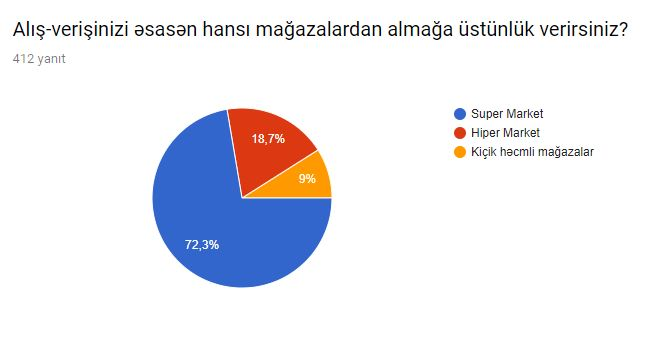 Alış-verişinizi əsasən hansı mağazalardan almağa üstünlük verirsiniz?
412 yanıt
Super Market
Hiper Market
Kiçik həcmli mağazalar
18,7%
9%
72,3%